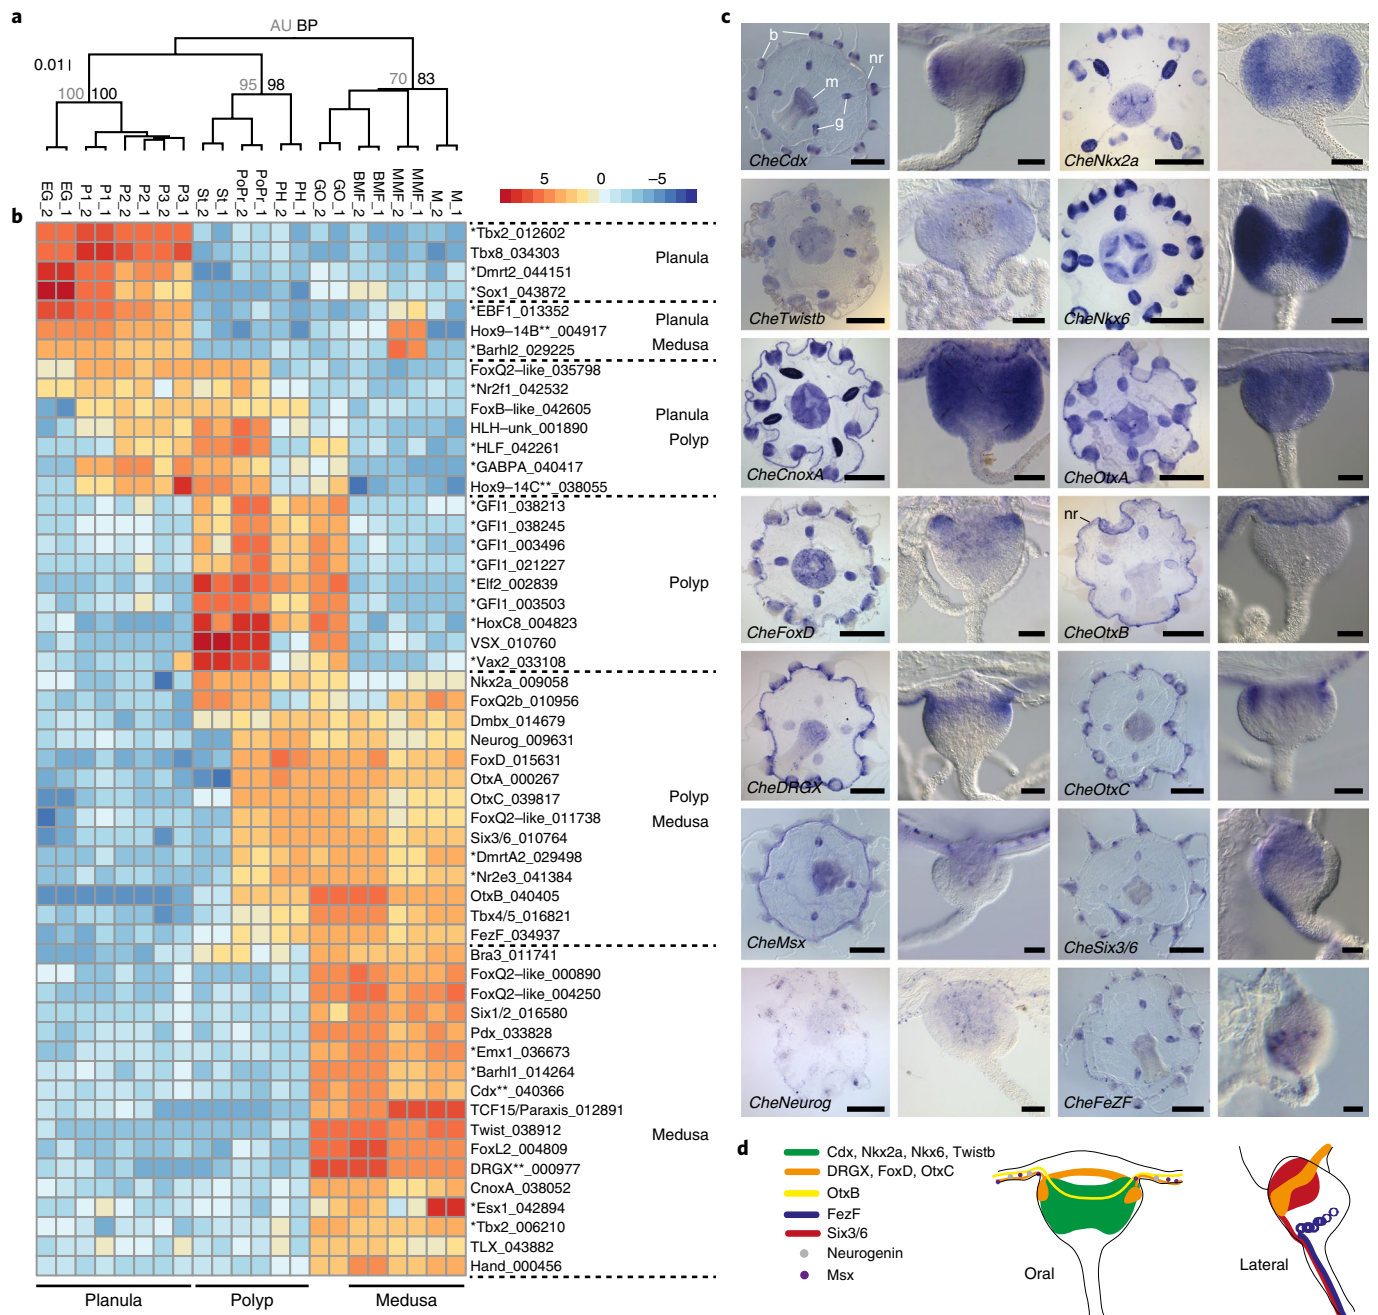 a
AU BP
0.01
100 100
95 98
70 83
EG_2 EG_1 P1_2 P1_1 P2_2 P2_1 P3_2 P3_1 St_2 St_1 PoPr_2 PoPr_1 PH_2 PH_1 GO_2 GO_1 BMF_2 BMF_1 MMF_2 MMF_1 M_2 M_1
5 0 −5
b
*Tbx2_012602
Tbx8_034303
*Dmrt2_044151
*Sox1_043872
Planula
*EBF1_013352
Hox9–14B**_004917
*Barhl2_029225
Planula
Medusa
FoxQ2–like_035798
*Nr2f1_042532
FoxB–like_042605
HLH–unk_001890
*HLF_042261
*GABPA_040417
Hox9–14C**_038055
Planula
Polyp
*GFI1_038213
*GFI1_038245
*GFI1_003496
*GFI1_021227
*Elf2_002839
*GFI1_003503
*HoxC8_004823
VSX_010760
*Vax2_033108
Polyp
Nkx2a_009058
FoxQ2b_010956
Dmbx_014679
Neurog_009631
FoxD_015631
OtxA_000267
OtxC_039817
FoxQ2–like_011738
Six3/6_010764
*DmrtA2_029498
*Nr2e3_041384
OtxB_040405
Tbx4/5_016821
FezF_034937
Polyp
Medusa
Bra3_011741
FoxQ2–like_000890
FoxQ2–like_004250
Six1/2_016580
Pdx_033828
*Emx1_036673
*Barhl1_014264
Cdx**_040366
TCF15/Paraxis_012891
Twist_038912
FoxL2_004809
DRGX**_000977
CnoxA_038052
*Esx1_042894
*Tbx2_006210
TLX_043882
Hand_000456
Medusa
Planula Polyp Medusa
c
b
nr
m
g
CheCdx
CheNkx2a
CheTwistb
CheNkx6
CheCnoxA
CheOtxA
CheFoxD
nr
CheOtxB
CheDRGX
CheOtxC
CheMsx
CheSix3/6
CheNeurog
CheFeZF
d
Cdx, Nkx2a, Nkx6, Twistb
DRGX, FoxD, OtxC
OtxB
FezF
Six3/6
Neurogenin
Msx
Oral
Lateral